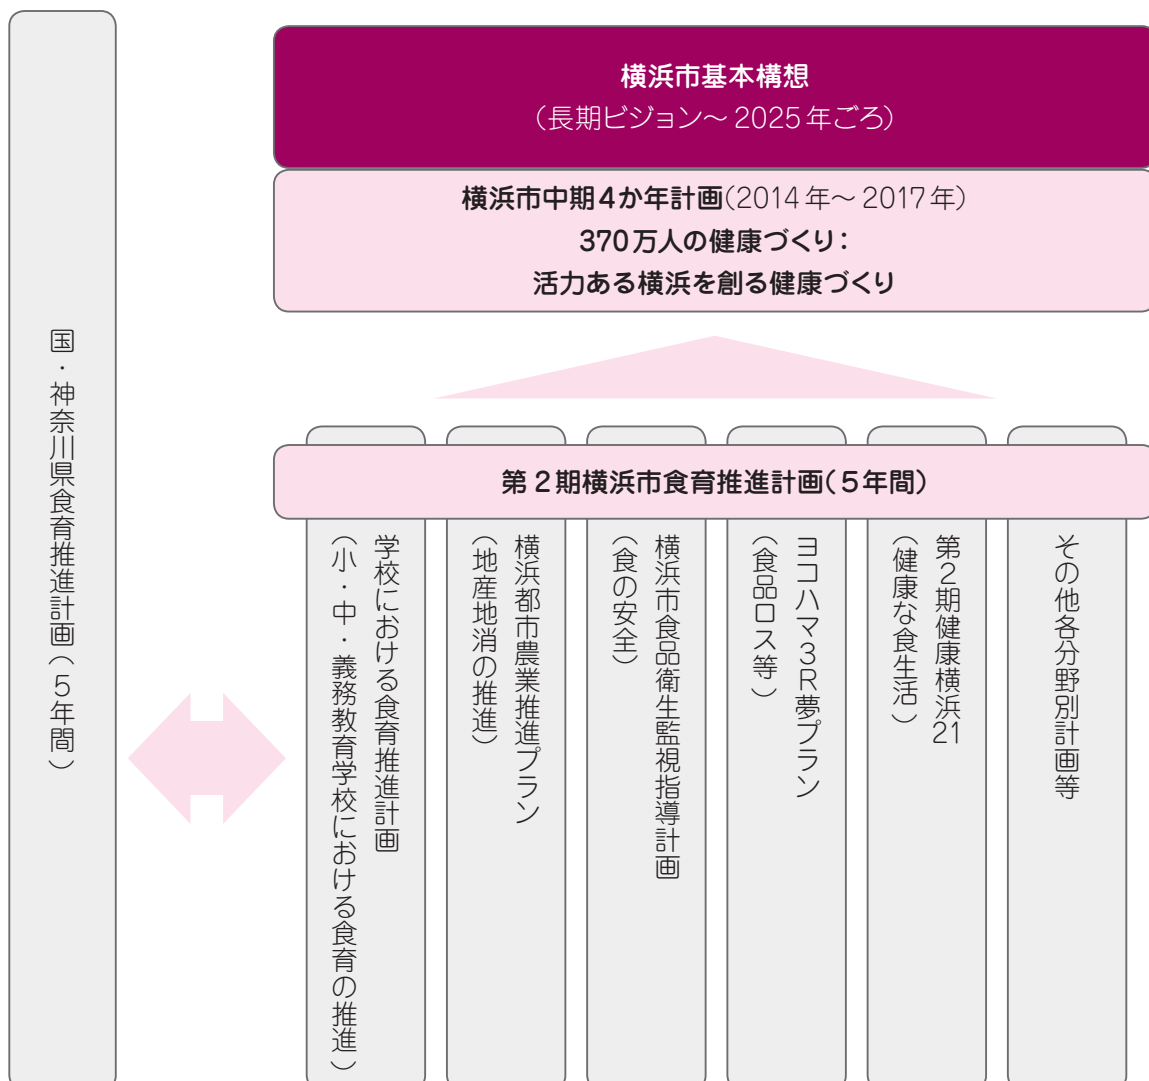 横浜市基本構想
（長期ビジョン～2025年ごろ）
横浜市中期4か年計画（2014年～2017年）
370万人の健康づくり：
活力ある横浜を創る健康づくり
国・神奈川県食育推進計画（5年間）
第2期横浜市食育推進計画（5年間）
学校における食育推進計画
（小・中・義務教育学校における食育の推進）
横浜都市農業推進プラン
（地産地消の推進）
横浜市食品衛生監視指導計画
（食の安全）
ヨコハマ3R夢プラン
（食品ロス等）
第2期健康横浜21
（健康な食生活）
その他各分野別計画等